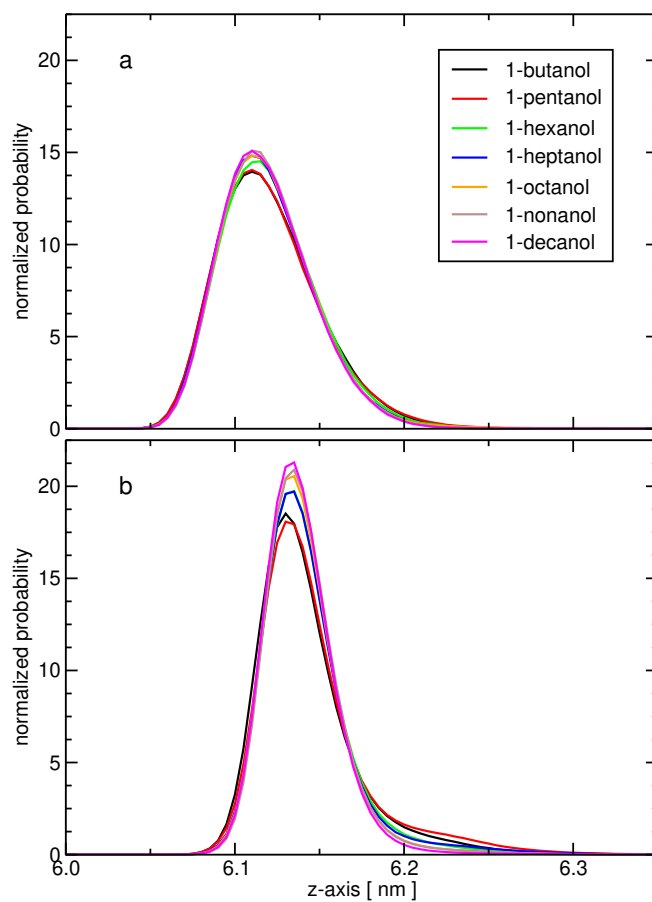 20
15
10
5
0
normalized probability
a
1-butanol
1-pentanol
1-hexanol
1-heptanol
1-octanol
1-nonanol
1-decanol
20
15
10
5
0
normalized probability
b
6.0 6.1 6.2 6.3
z-axis [ nm ]